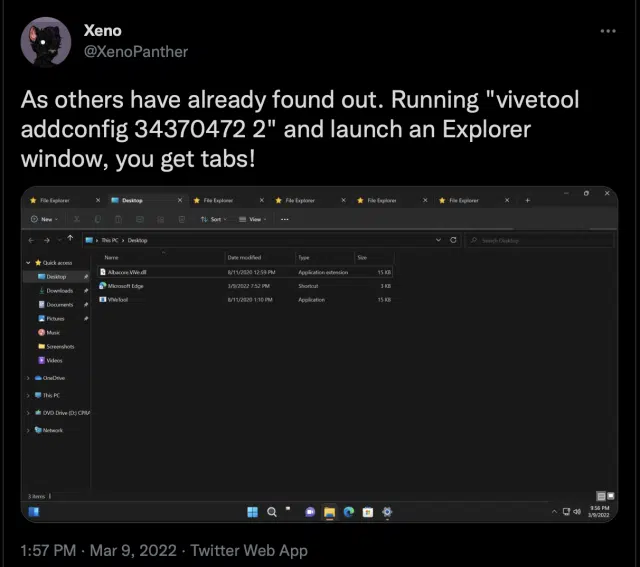 Xeno
@XenoPanther
As others have already found out. Running "vivetool
addconfig 34370472 2" and launch an Explorer
window, you get tabs!
File Explorer Desktop File Explorer File Explorer File Explorer File Explorer
New Sort View
This PC Desktop Search Desktop
Name Date modified Type Size
Quick access
Desktop
Downloads
Documents
Pictures
Music
Screenshots
Videos
OneDrive
This PC
DVD Drive (D:)
Network
Albacore.ViVe.dll 8/11/2020 12:59 PM Application extension 15 KB
Microsoft Edge 3/9/2022 7:52 PM Shortcut 3 KB
ViVeTool 8/11/2020 1:10 PM Application 15 KB
3 items
9:56 PM
3/9/2022
1:57 PM · Mar 9, 2022 · Twitter Web App